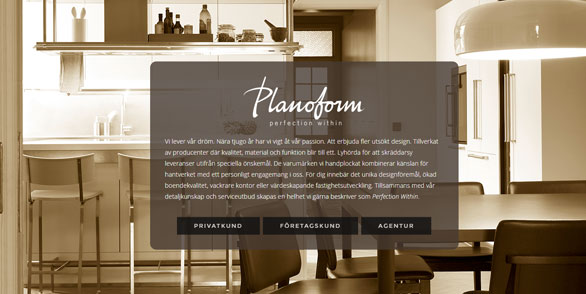 Planoform
perfection within
Vi lever vår dröm. Nära tjugo år har vi vigt åt vår passion. Att erbjuda fler utsökt design. Tillverkat
av producenter där kvalitet, material och funktion blir till ett. Lyhörda för att skräddarsy
leveranser utifrån speciella önskemål. De varumärken vi handplockat kombinerar känslan för
hantverket med ett personligt engagemang i oss. För dig innebär det unika designföremål, ökad
boendekvalitet, vackrare kontor eller värdeskapande fastighetsutveckling. Tillsammans med vår
detaljkunskap och serviceutbud skapas en helhet vi gärna beskriver som Perfection Within.
PRIVATKUND FÖRETAGSKUND AGENTUR